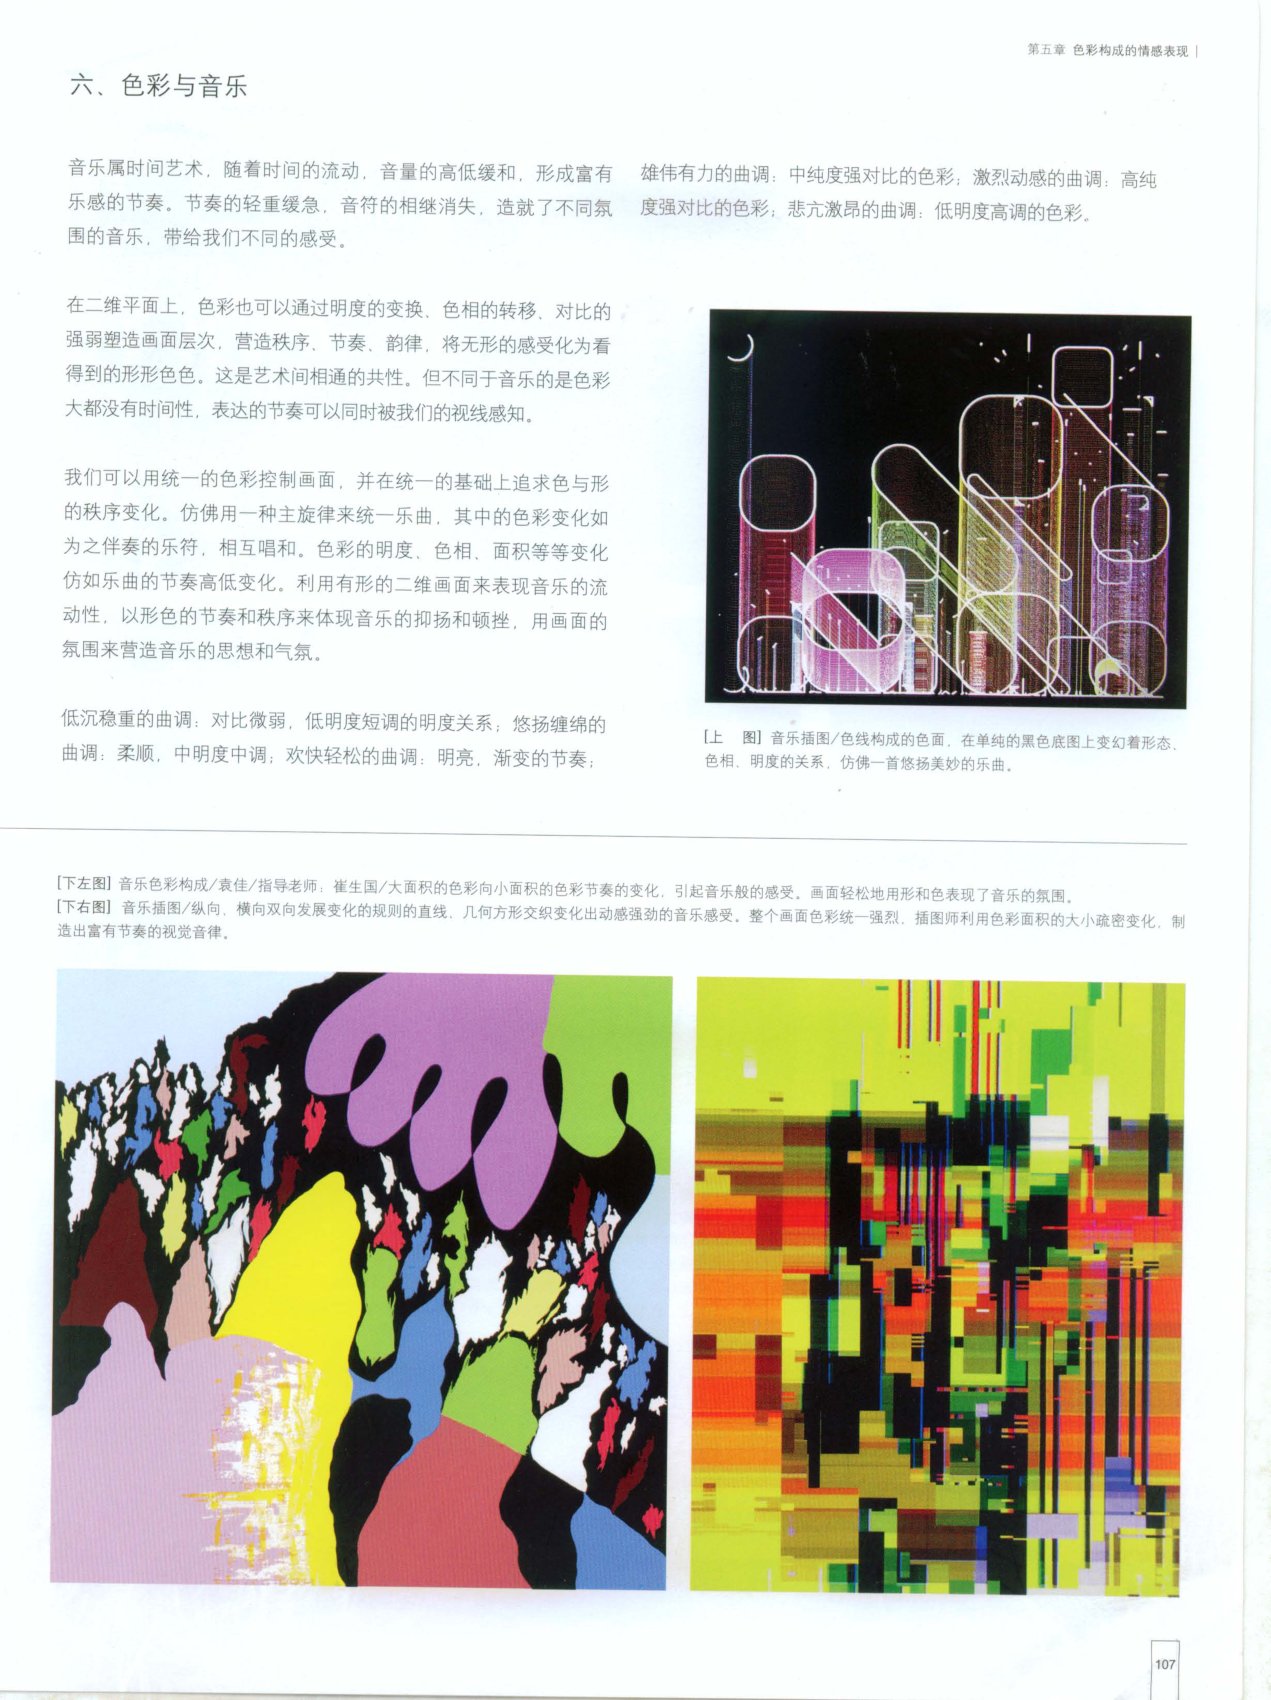 第五章 色彩构成的情感表现
六、色彩与音乐
音乐属时间艺术，随着时间的流动，音量的高低缓和，形成富有
乐感的节奏。节奏的轻重缓急，音符的相继消失，造就了不同氛
围的音乐，带给我们不同的感受。
在二维平面上，色彩也可以通过明度的变换、色相的转移、对比的
强弱塑造画面层次，营造秩序、节奏、韵律，将无形的感受化为看
得到的形形色色。这是艺术间相通的共性。但不同于音乐的是色彩
大都没有时间性，表达的节奏可以同时被我们的视线感知。
我们可以用统一的色彩控制画面，并在统一的基础上追求色与形
的秩序变化。仿佛用一种主旋律来统一乐曲，其中的色彩变化如
为之伴奏的乐符，相互唱和。色彩的明度、色相、面积等等变化
仿如乐曲的节奏高低变化。利用有形的二维画面来表现音乐的流
动性，以形色的节奏和秩序来体现音乐的抑扬和顿挫，用画面的
氛围来营造音乐的思想和气氛。
低沉稳重的曲调：对比微弱，低明度短调的明度关系；悠扬缠绵的
曲调：柔顺，中明度中调；欢快轻松的曲调：明亮，渐变的节奏；
雄伟有力的曲调：中纯度强对比的色彩；激烈动感的曲调：高纯
度强对比的色彩；悲亢激昂的曲调：低明度高调的色彩。
[上 图] 音乐插图/色线构成的色面，在单纯的黑色底图上变幻着形态、
色相、明度的关系，仿佛一首悠扬美妙的乐曲。
[下左图] 音乐色彩构成/袁佳/指导老师：崔生国/大面积的色彩向小面积的色彩节奏的变化，引起音乐般的感受。画面轻松地用形和色表现了音乐的氛围。
[下右图] 音乐插图/纵向、横向双向发展变化的规则的直线、几何方形交织变化出动感强劲的音乐感受。整个画面色彩统一强烈，插图师利用色彩面积的大小疏密变化，制
造出富有节奏的视觉音律。
107